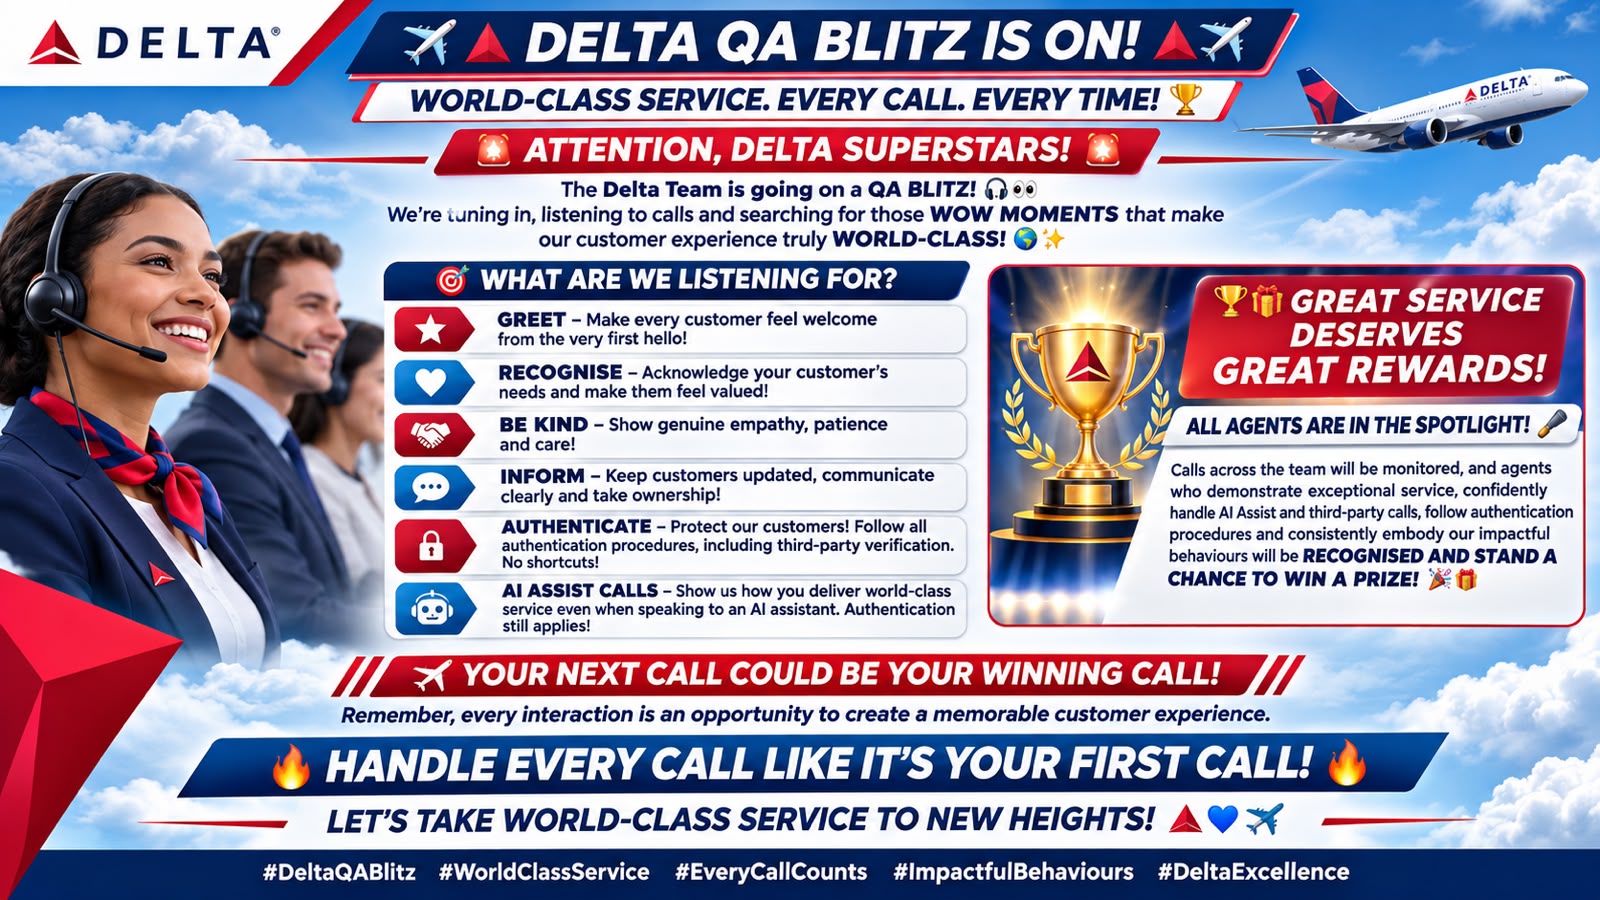 DELTA®
DELTA QA BLITZ IS ON!
WORLD-CLASS SERVICE. EVERY CALL. EVERY TIME!
DELTA
ATTENTION, DELTA SUPERSTARS!
The Delta Team is going on a QA BLITZ!
We're tuning in, listening to calls and searching for those WOW MOMENTS that make
our customer experience truly WORLD-CLASS!
WHAT ARE WE LISTENING FOR?
GREET – Make every customer feel welcome
from the very first hello!
RECOGNISE – Acknowledge your customer's
needs and make them feel valued!
BE KIND – Show genuine empathy, patience
and care!
INFORM – Keep customers updated, communicate
clearly and take ownership!
AUTHENTICATE – Protect our customers! Follow all
authentication procedures, including third-party verification.
No shortcuts!
AI ASSIST CALLS – Show us how you deliver world-class
service even when speaking to an AI assistant. Authentication
still applies!
GREAT SERVICE
DESERVES
GREAT REWARDS!
ALL AGENTS ARE IN THE SPOTLIGHT!
Calls across the team will be monitored, and agents
who demonstrate exceptional service, confidently
handle AI Assist and third-party calls, follow authentication
procedures and consistently embody our impactful
behaviours will be RECOGNISED AND STAND A
CHANCE TO WIN A PRIZE!
YOUR NEXT CALL COULD BE YOUR WINNING CALL!
Remember, every interaction is an opportunity to create a memorable customer experience.
HANDLE EVERY CALL LIKE IT'S YOUR FIRST CALL!
LET'S TAKE WORLD-CLASS SERVICE TO NEW HEIGHTS!
#DeltaQABlitz #WorldClassService #EveryCallCounts #ImpactfulBehaviours #DeltaExcellence